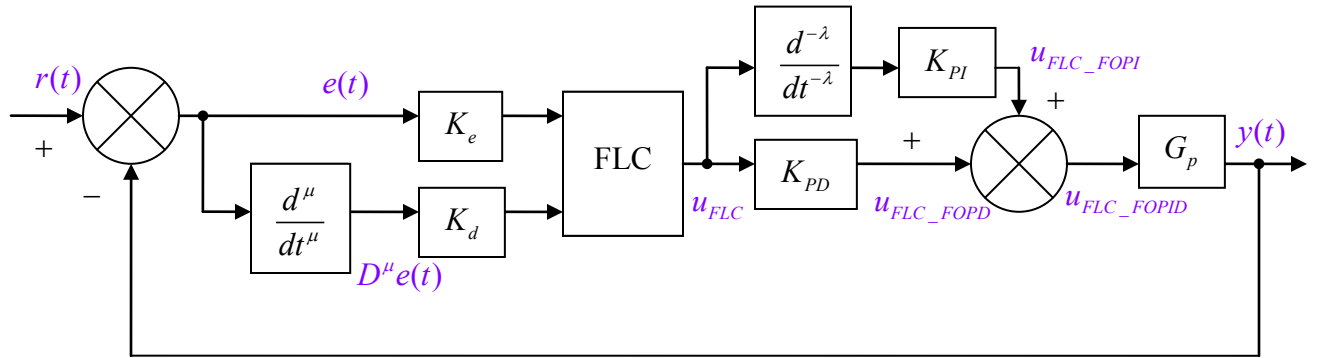 r(t)
+
−
e(t)
d^μ
dt^μ
D^μ e(t)
K_e
K_d
FLC
u_FLC
d^−λ
dt^−λ
K_PI
u_FLC_FOPI
+
K_PD
+
u_FLC_FOPD
u_FLC_FOPID
G_p
y(t)